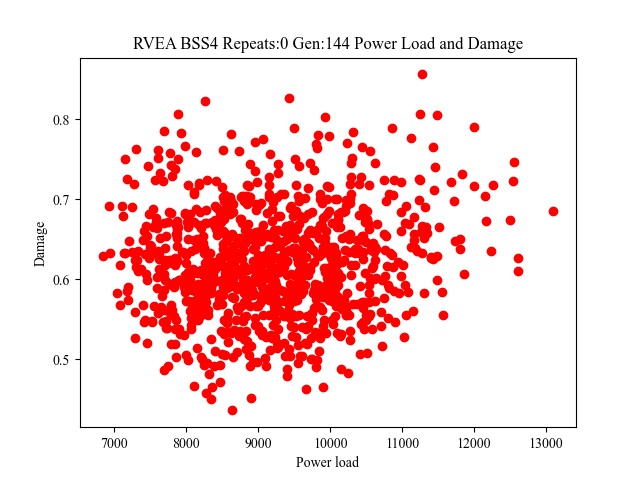 RVEA BSS4 Repeats:0 Gen:144 Power Load and Damage
0.8
0.7
0.6
0.5
Damage
7000 8000 9000 10000 11000 12000 13000
Power load